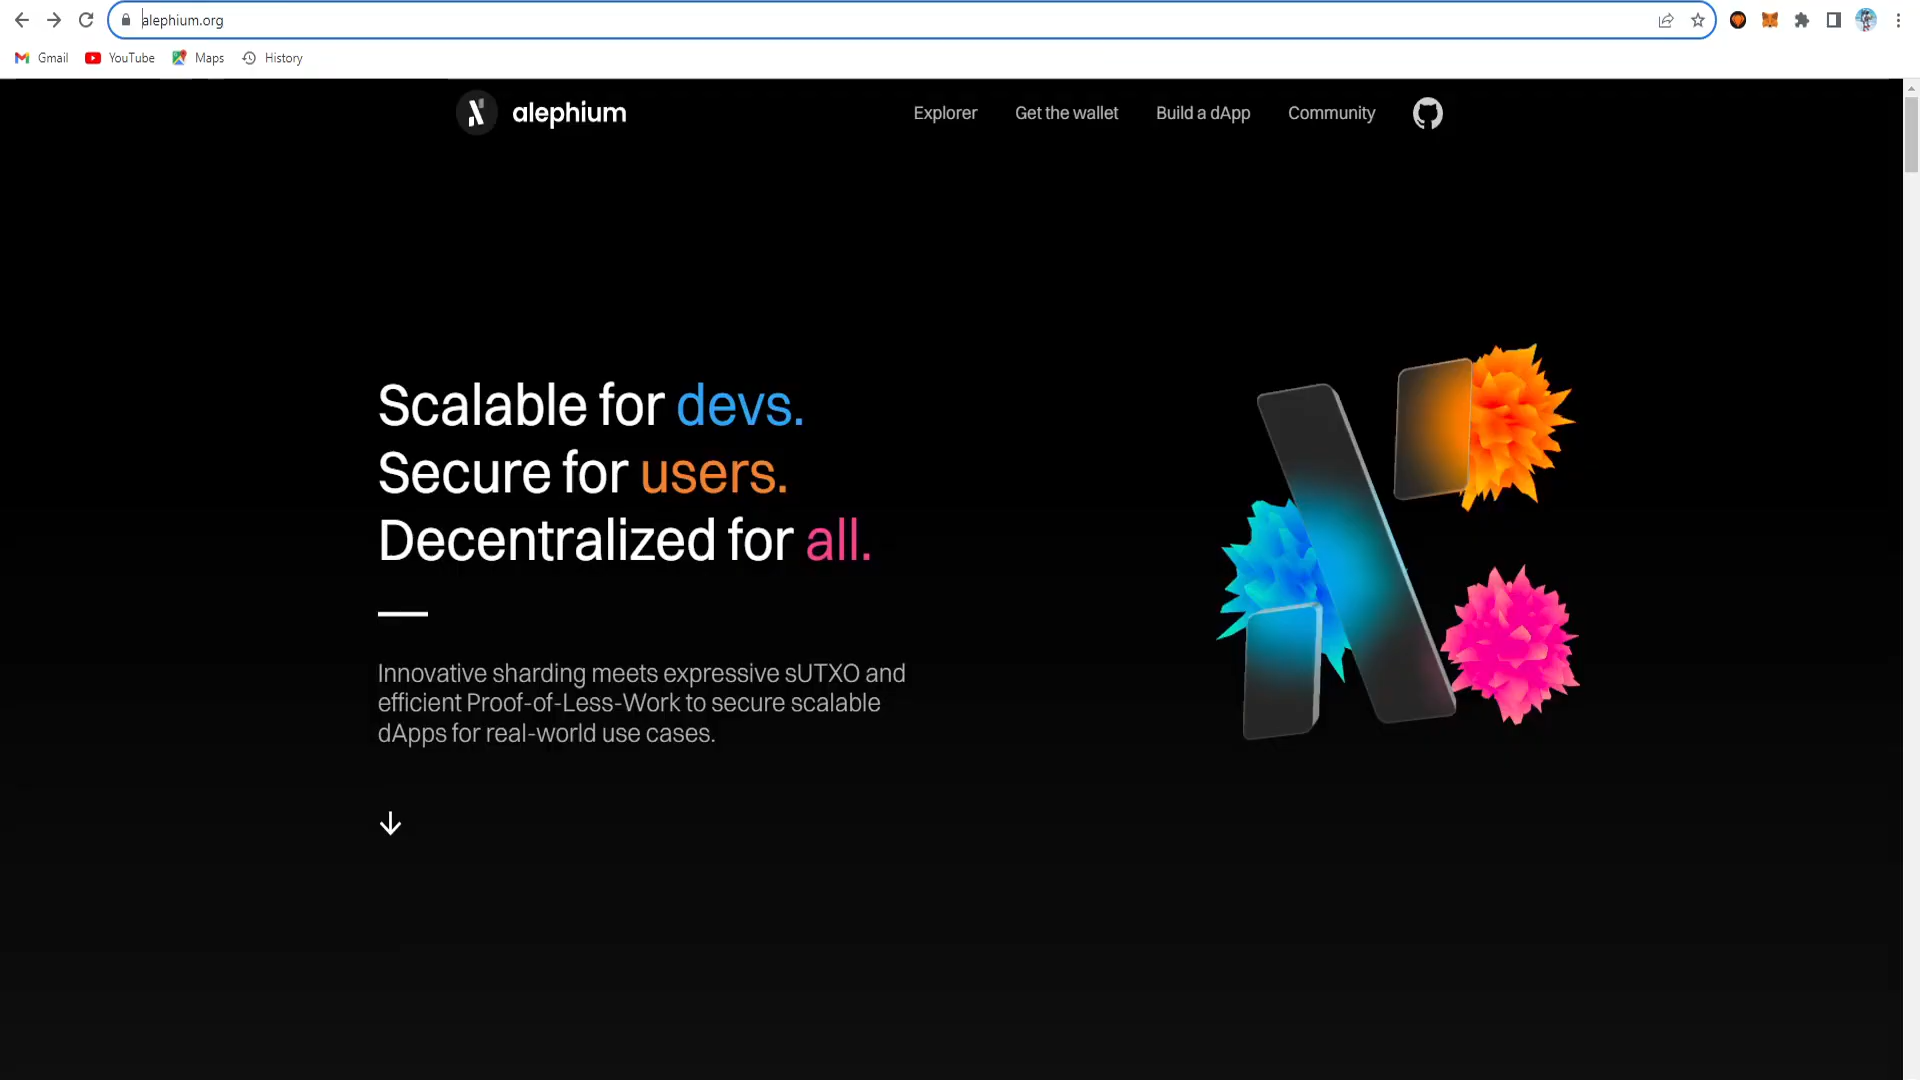 alephium.org
Gmail YouTube Maps History
alephium Explorer Get the wallet Build a dApp Community
Scalable for devs.
Secure for users.
Decentralized for all.
Innovative sharding meets expressive sUTXO and
efficient Proof-of-Less-Work to secure scalable
dApps for real-world use cases.